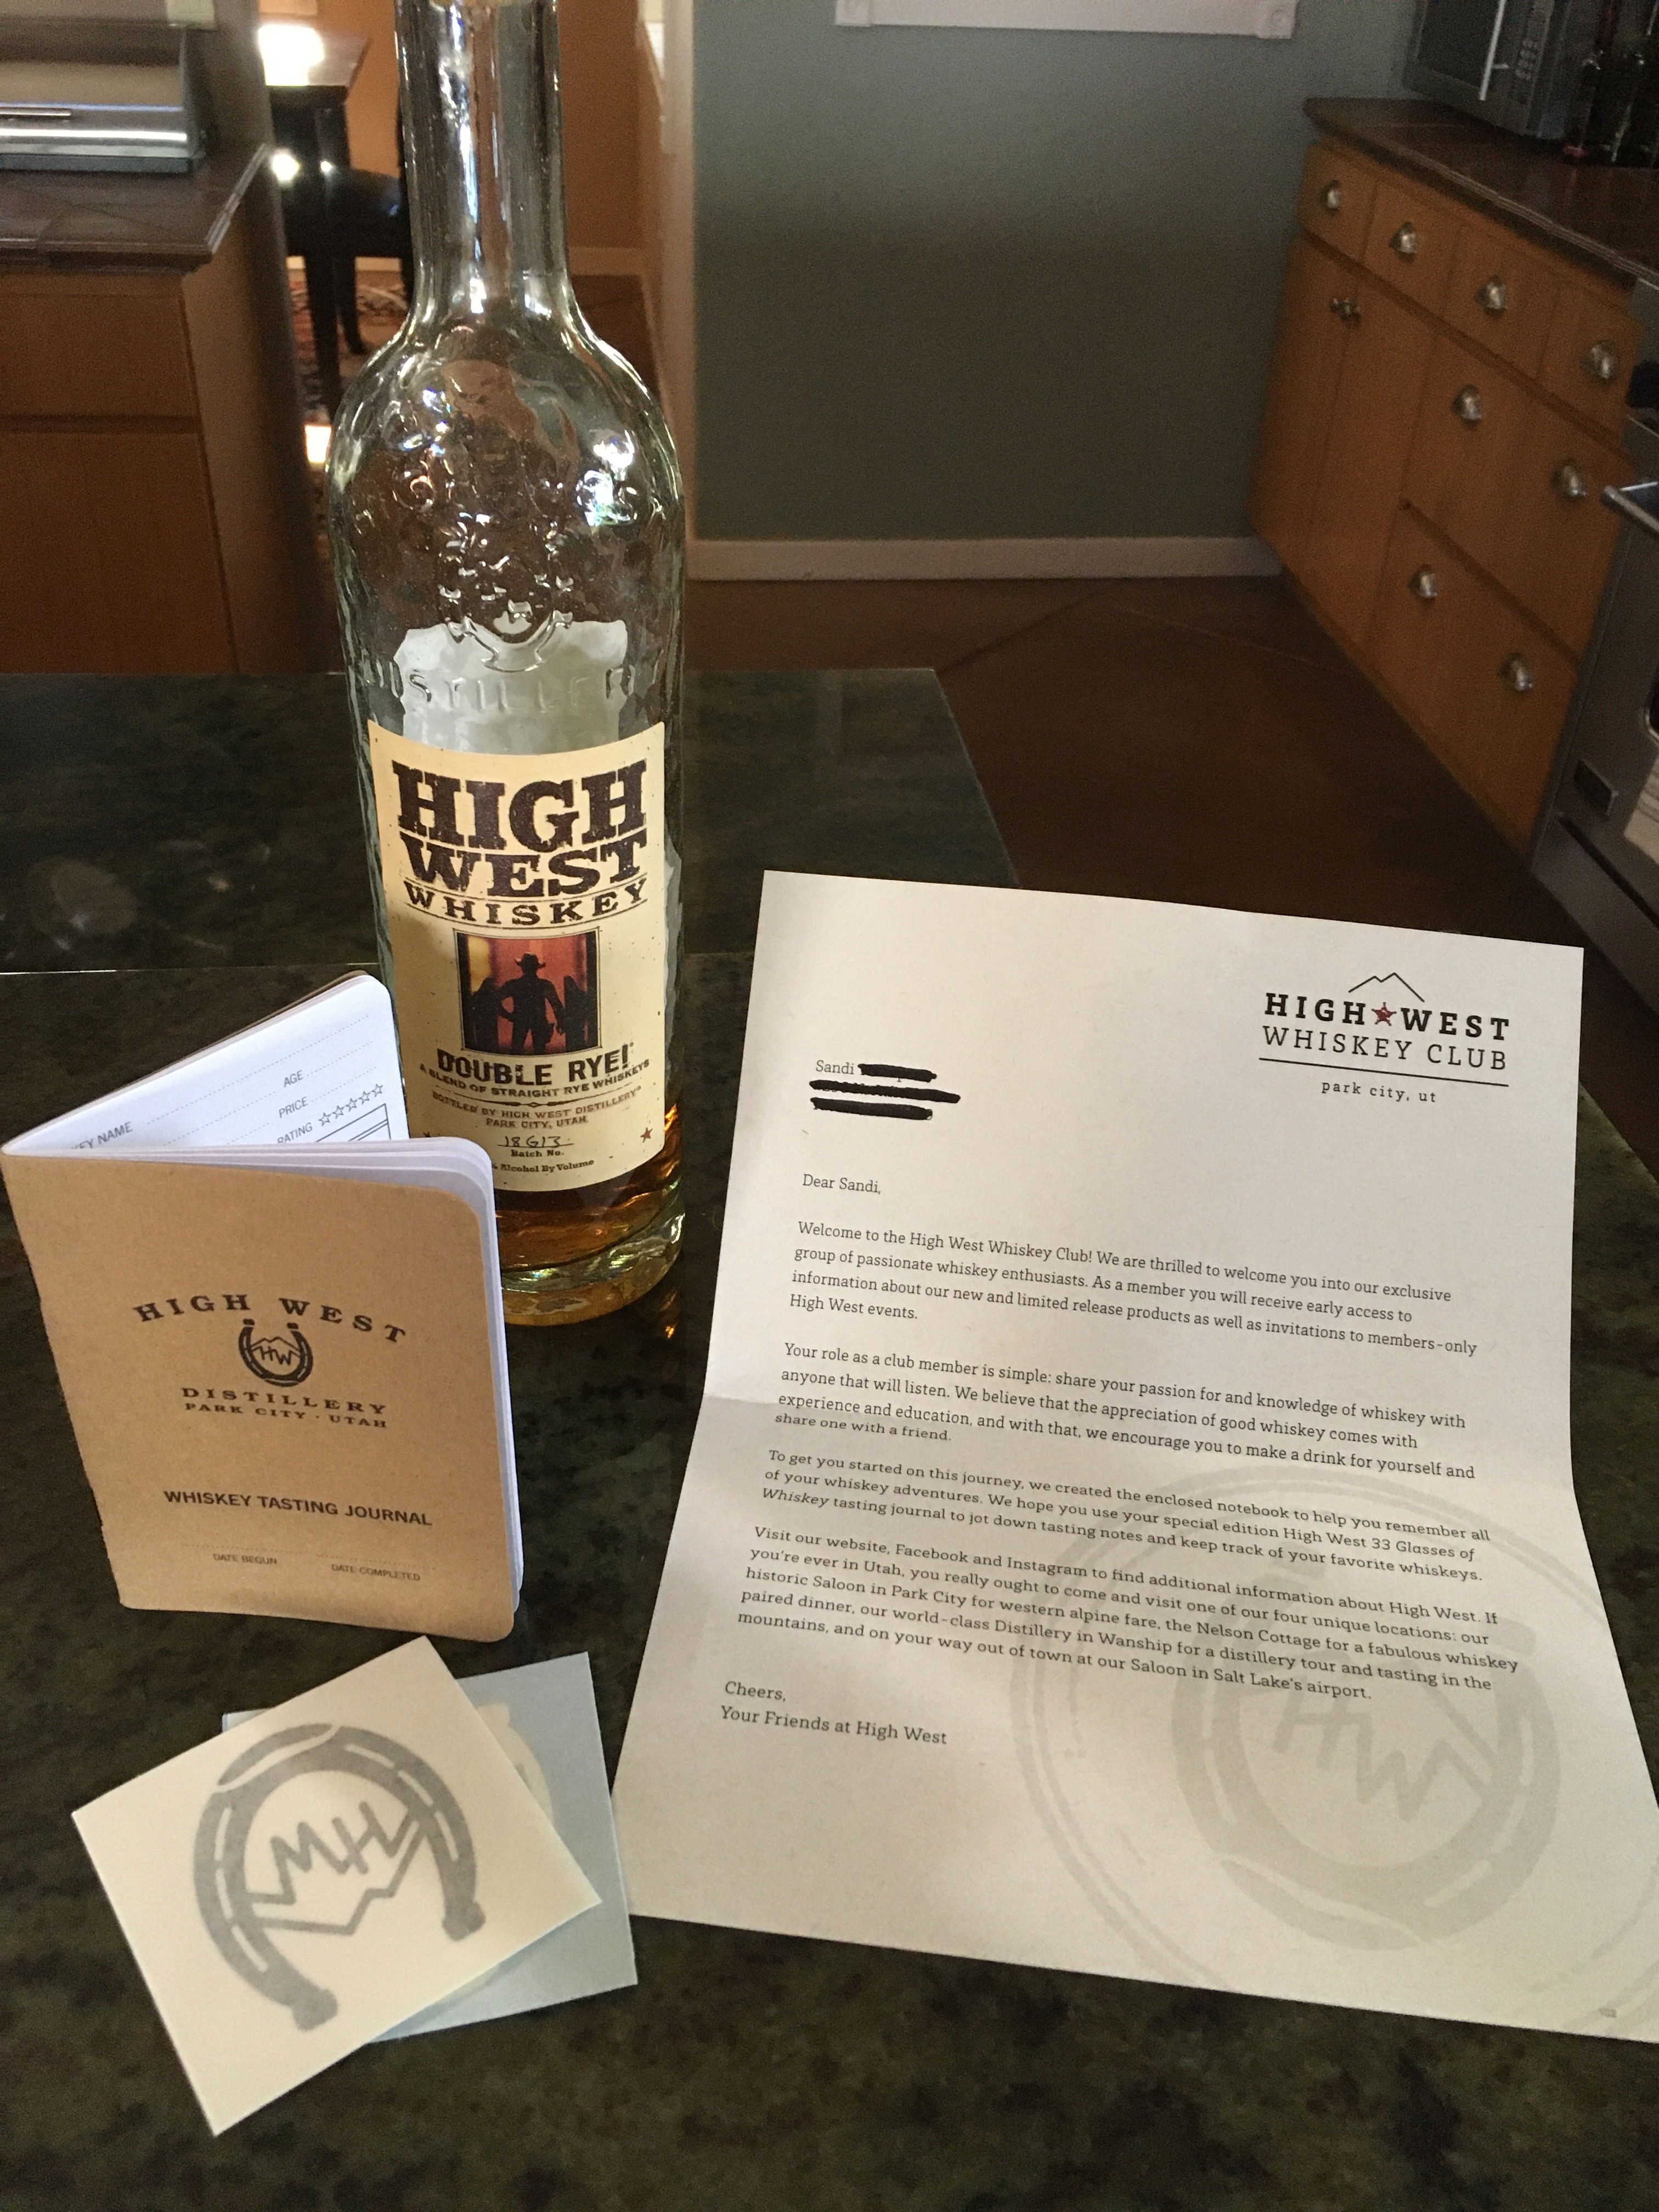 DISTILLER
HIGH
WEST
WHISKEY
DOUBLE RYE!
A BLEND OF STRAIGHT RYE WHISKEYS
BOTTLED BY HIGH WEST DISTILLERY
PARK CITY, UTAH
18G13
Batch No.
% Alcohol By Volume
KEY NAME
AGE
PRICE
RATING ☆☆☆☆☆
HIGH WEST
HW
DISTILLERY
PARK CITY · UTAH
WHISKEY TASTING JOURNAL
DATE BEGUN
DATE COMPLETED
HW
HIGH★WEST
WHISKEY CLUB
park city, ut
Sandi
Dear Sandi,
Welcome to the High West Whiskey Club! We are thrilled to welcome you into our exclusive
group of passionate whiskey enthusiasts. As a member you will receive early access to
information about our new and limited release products as well as invitations to members-only
High West events.
Your role as a club member is simple: share your passion for and knowledge of whiskey with
anyone that will listen. We believe that the appreciation of good whiskey comes with
experience and education, and with that, we encourage you to make a drink for yourself and
share one with a friend.
To get you started on this journey, we created the enclosed notebook to help you remember all
of your whiskey adventures. We hope you use your special edition High West 33 Glasses of
Whiskey tasting journal to jot down tasting notes and keep track of your favorite whiskeys.
Visit our website, Facebook and Instagram to find additional information about High West. If
you're ever in Utah, you really ought to come and visit one of our four unique locations: our
historic Saloon in Park City for western alpine fare, the Nelson Cottage for a fabulous whiskey
paired dinner, our world-class Distillery in Wanship for a distillery tour and tasting in the
mountains, and on your way out of town at our Saloon in Salt Lake's airport.
Cheers,
Your Friends at High West
HW